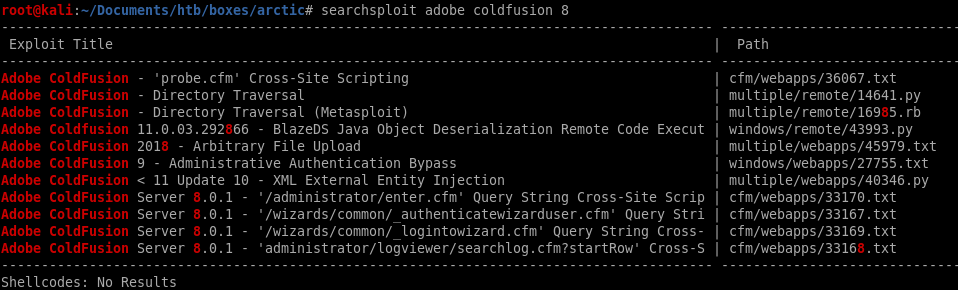 root@kali:~/Documents/htb/boxes/arctic# searchsploit adobe coldfusion 8
--------------------------------------------------------------------------------------- ----------------------------
 Exploit Title                                                                         |  Path
--------------------------------------------------------------------------------------- ----------------------------
Adobe ColdFusion - 'probe.cfm' Cross-Site Scripting                                    | cfm/webapps/36067.txt
Adobe ColdFusion - Directory Traversal                                                 | multiple/remote/14641.py
Adobe ColdFusion - Directory Traversal (Metasploit)                                    | multiple/remote/16985.rb
Adobe ColdFusion 11.0.03.292866 - BlazeDS Java Object Deserialization Remote Code Execut | windows/remote/43993.py
Adobe ColdFusion 2018 - Arbitrary File Upload                                          | multiple/webapps/45979.txt
Adobe ColdFusion 9 - Administrative Authentication Bypass                              | windows/webapps/27755.txt
Adobe ColdFusion < 11 Update 10 - XML External Entity Injection                        | multiple/webapps/40346.py
Adobe ColdFusion Server 8.0.1 - '/administrator/enter.cfm' Query String Cross-Site Scrip | cfm/webapps/33170.txt
Adobe ColdFusion Server 8.0.1 - '/wizards/common/_authenticatewizarduser.cfm' Query Stri | cfm/webapps/33167.txt
Adobe ColdFusion Server 8.0.1 - '/wizards/common/_logintowizard.cfm' Query String Cross- | cfm/webapps/33169.txt
Adobe ColdFusion Server 8.0.1 - 'administrator/logviewer/searchlog.cfm?startRow' Cross-S | cfm/webapps/33168.txt
--------------------------------------------------------------------------------------- ----------------------------
Shellcodes: No Results